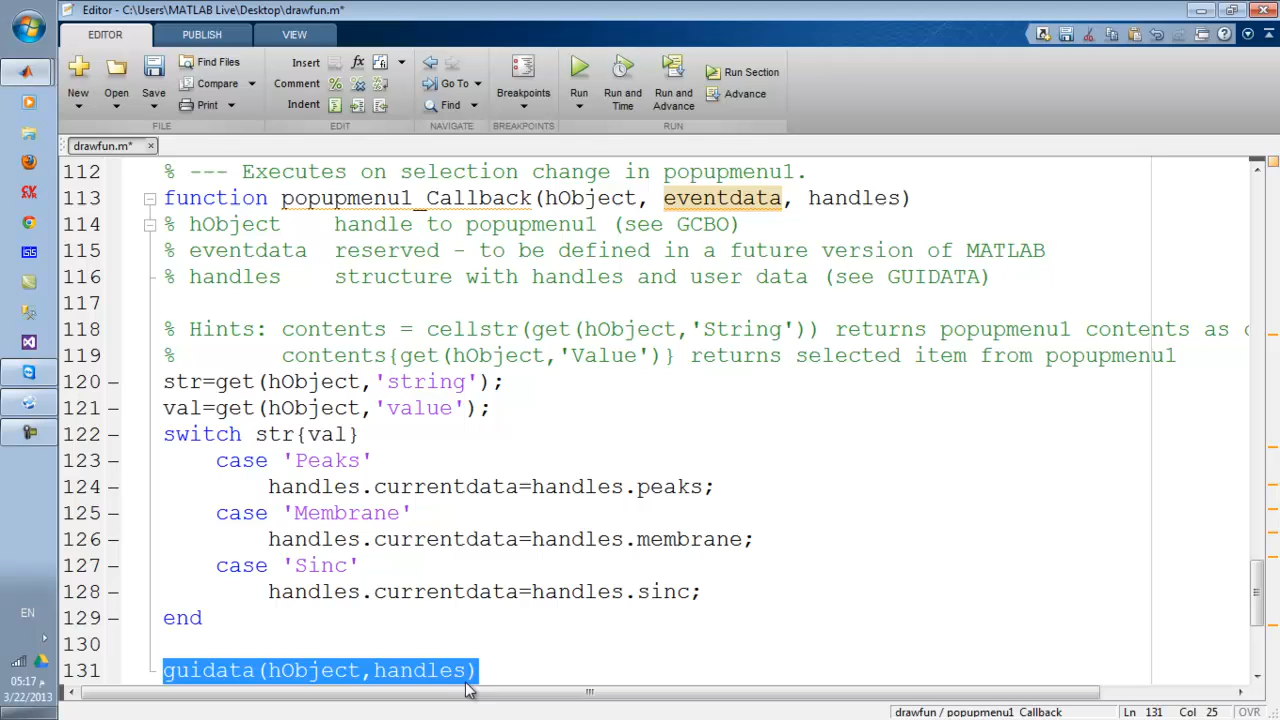 Editor - C:\Users\MATLAB Live\Desktop\drawfun.m*
EDITOR PUBLISH VIEW
New Open Save Find Files Compare Print
Insert Comment Indent
Go To Find
Breakpoints
Run Run and Time Run and Advance Run Section Advance
FILE EDIT NAVIGATE BREAKPOINTS RUN
drawfun.m*
112 % --- Executes on selection change in popupmenu1.
113 function popupmenu1_Callback(hObject, eventdata, handles)
114 % hObject    handle to popupmenu1 (see GCBO)
115 % eventdata  reserved - to be defined in a future version of MATLAB
116 % handles    structure with handles and user data (see GUIDATA)
117
118 % Hints: contents = cellstr(get(hObject,'String')) returns popupmenu1 contents as
119 %        contents{get(hObject,'Value')} returns selected item from popupmenu1
120 str=get(hObject,'string');
121 val=get(hObject,'value');
122 switch str{val}
123     case 'Peaks'
124         handles.currentdata=handles.peaks;
125     case 'Membrane'
126         handles.currentdata=handles.membrane;
127     case 'Sinc'
128         handles.currentdata=handles.sinc;
129 end
130
131 guidata(hObject,handles)
CV AVR
ISIS
EN
05:17 م
3/22/2013
drawfun / popupmenu1_Callback Ln 131 Col 25 OVR